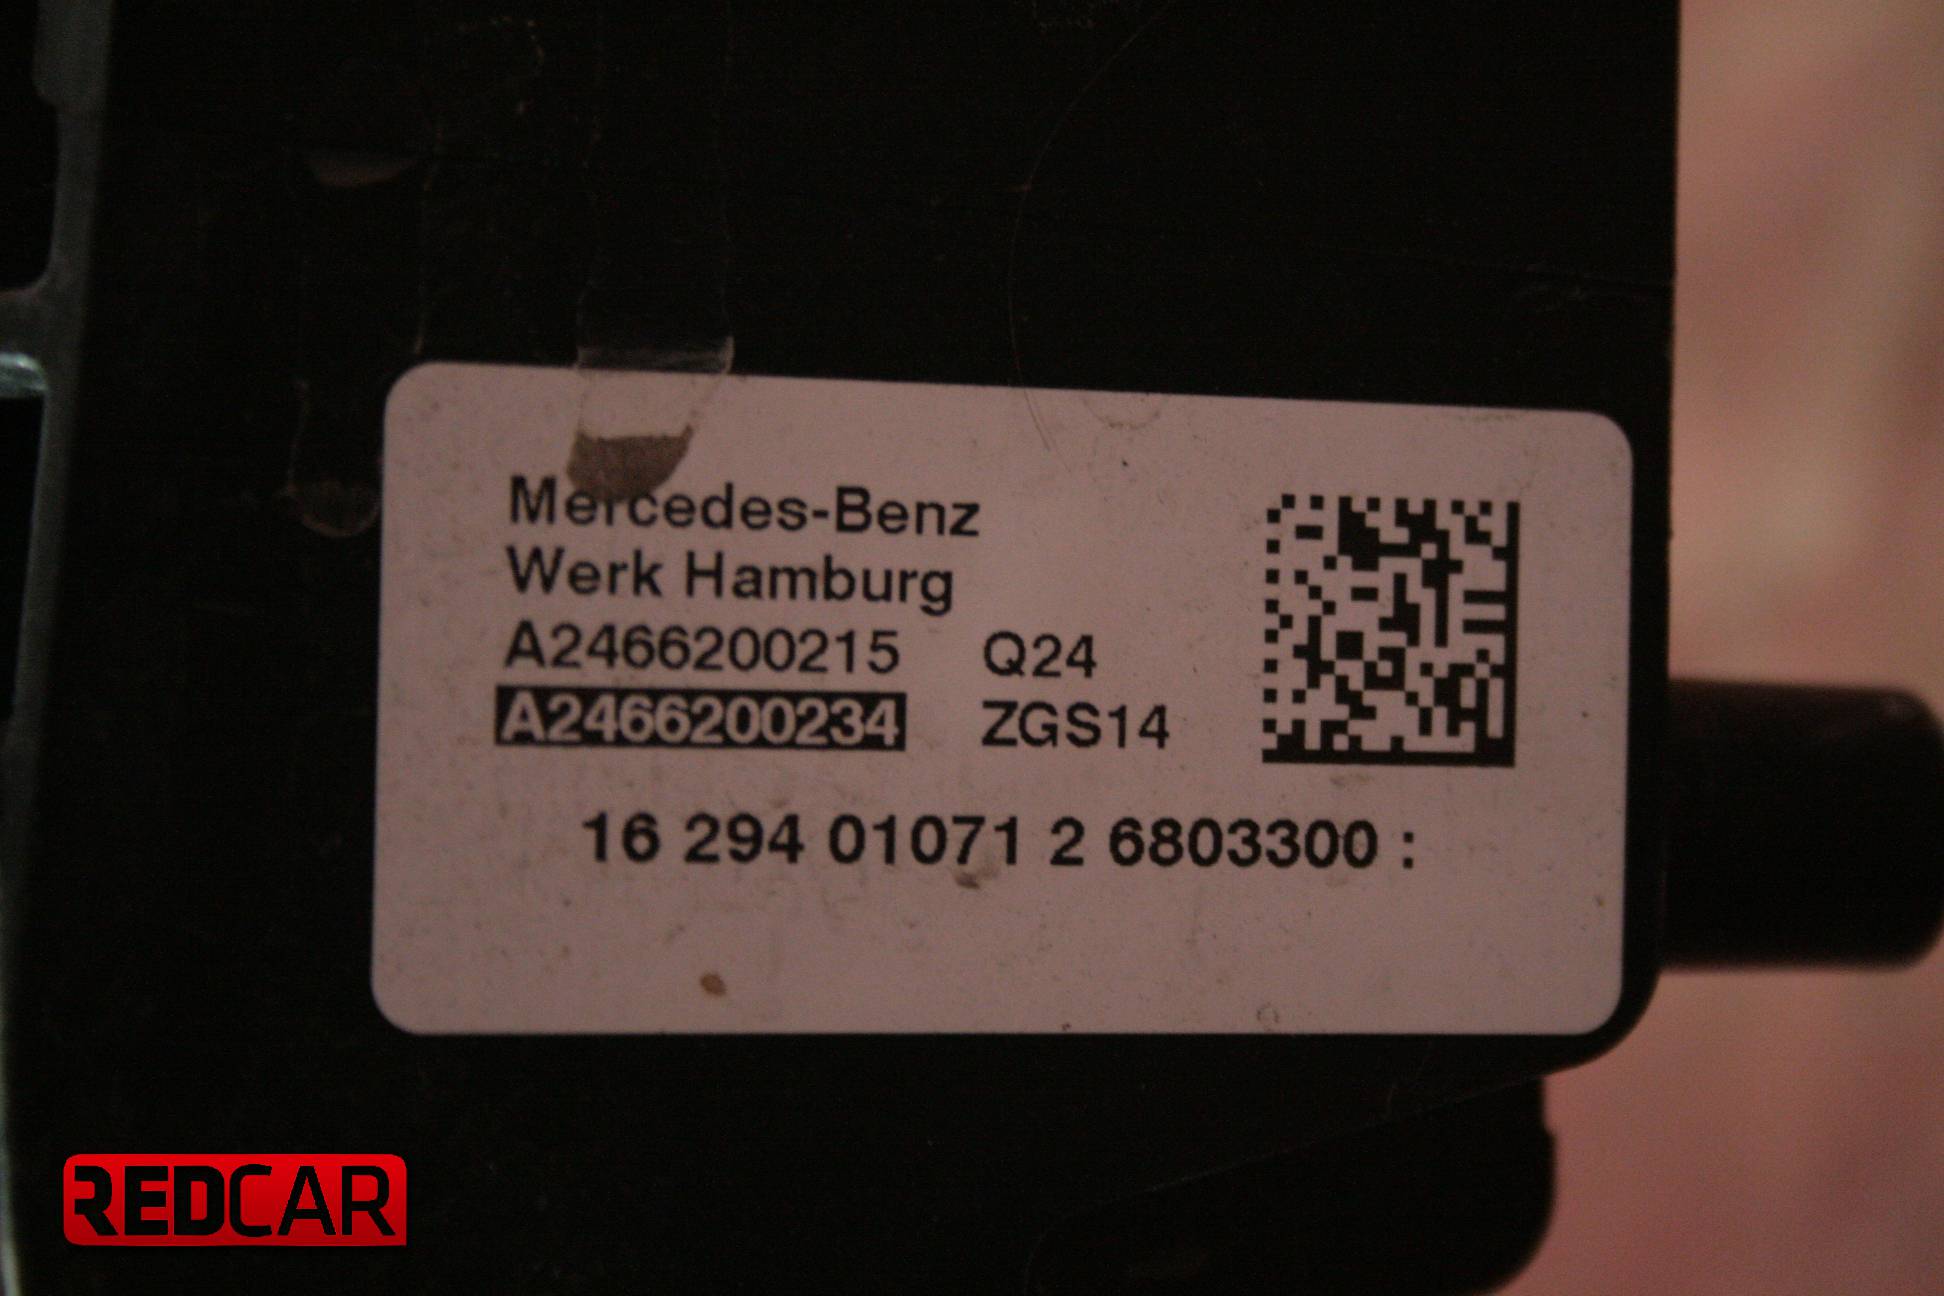 Mercedes-Benz
Werk Hamburg
A2466200215 Q24
A2466200234 ZGS14
16 294 01071 2 6803300 :
REDCAR